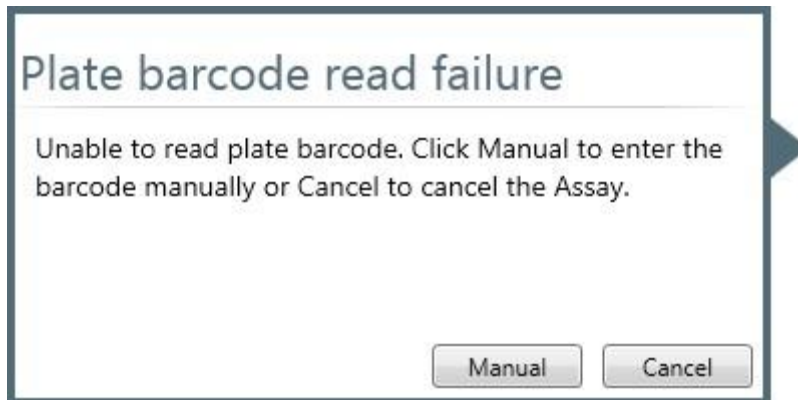 Plate barcode read failure
Unable to read plate barcode. Click Manual to enter the
barcode manually or Cancel to cancel the Assay.
Manual
Cancel